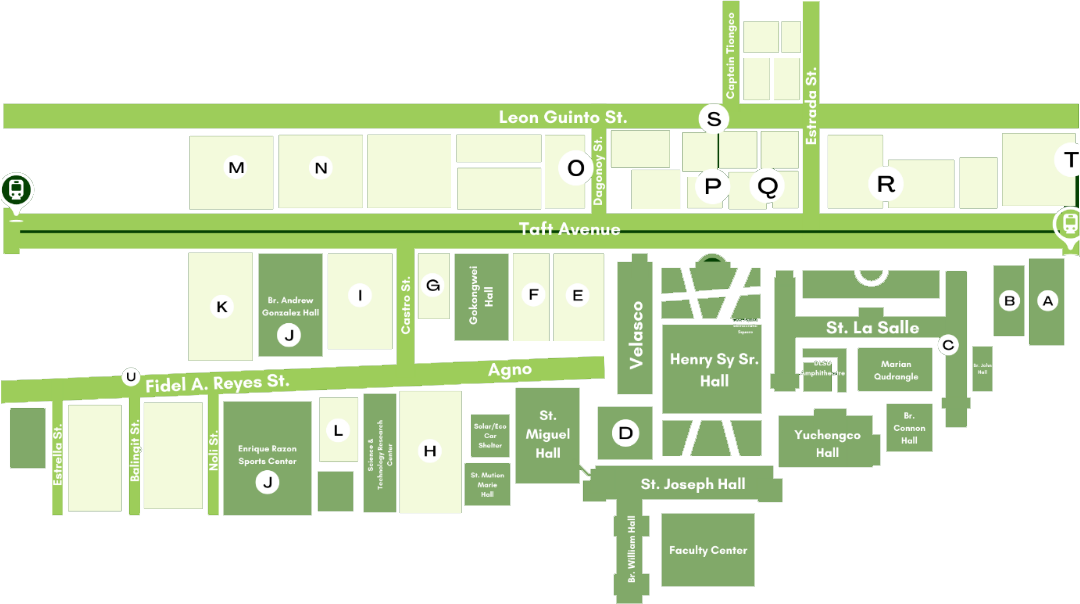 Captain Tiongco
Estrada St.
Leon Guinto St.
S
M
N
O
Dagonoy St.
P
Q
R
T
Taft Avenue
K
Br. Andrew
Gonzalez Hall
J
I
Castro St.
G
Gokongwei
Hall
F
E
Velasco
Henry Sy Sr.
Hall
St. La Salle
C
B
A
Marian
Qudrangle
Amphitheatre
Br. John
Hall
U
Fidel A. Reyes St.
Agno
Estrella St.
Balingit St.
Noli St.
Enrique Razon
Sports Center
J
L
Science &
Technology Research
Center
H
Solar/Eco
Car
Shelter
St. Mutien
Marie
Hall
St.
Miguel
Hall
D
Yuchengco
Hall
Br.
Connon
Hall
St. Joseph Hall
Br. William Hall
Faculty Center